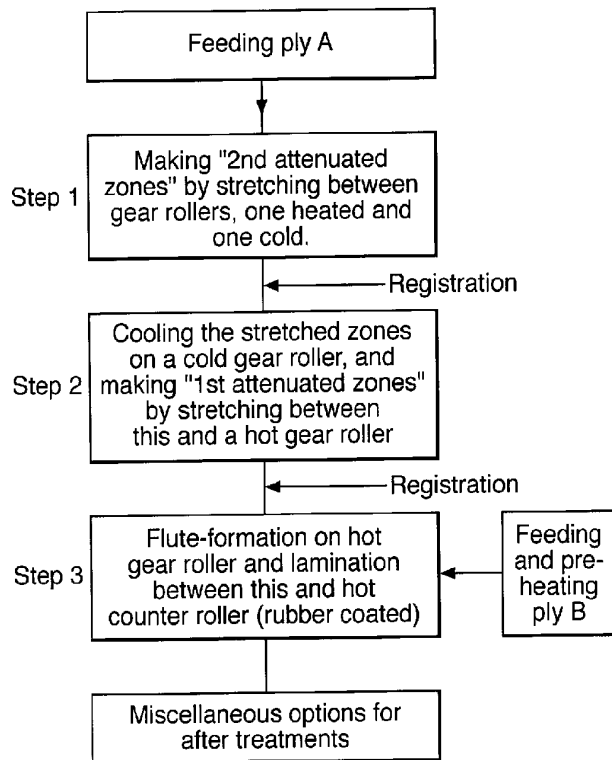 Feeding ply A
Step 1
Making "2nd attenuated
zones" by stretching between
gear rollers, one heated and
one cold.
Registration
Step 2
Cooling the stretched zones
on a cold gear roller, and
making "1st attenuated zones"
by stretching between
this and a hot gear roller
Registration
Step 3
Flute-formation on hot
gear roller and lamination
between this and hot
counter roller (rubber coated)
Feeding
and pre-
heating
ply B
Miscellaneous options for
after treatments